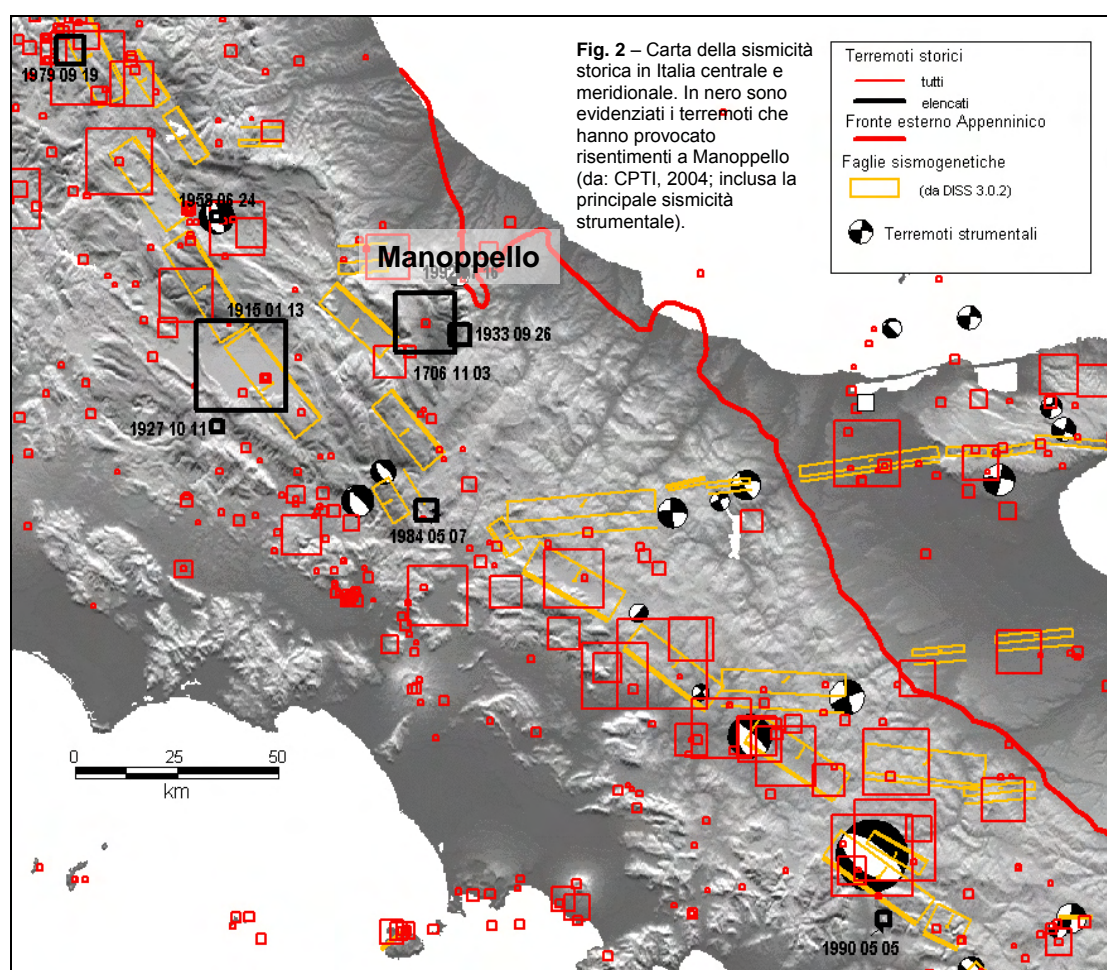 Fig. 2 – Carta della sismicità
storica in Italia centrale e
meridionale. In nero sono
evidenziati i terremoti che
hanno provocato
risentimenti a Manoppello
(da: CPTI, 2004; inclusa la
principale sismicità
strumentale).
Terremoti storici
tutti
elencati
Fronte esterno Appenninico
Faglie sismogenetiche
(da DISS 3.0.2)
Terremoti strumentali
1979 09 19
1958 06 24
Manoppello
1915 01 13
1933 09 26
1706 11 03
1927 10 11
1984 05 07
0 25 50
km
1990 05 05